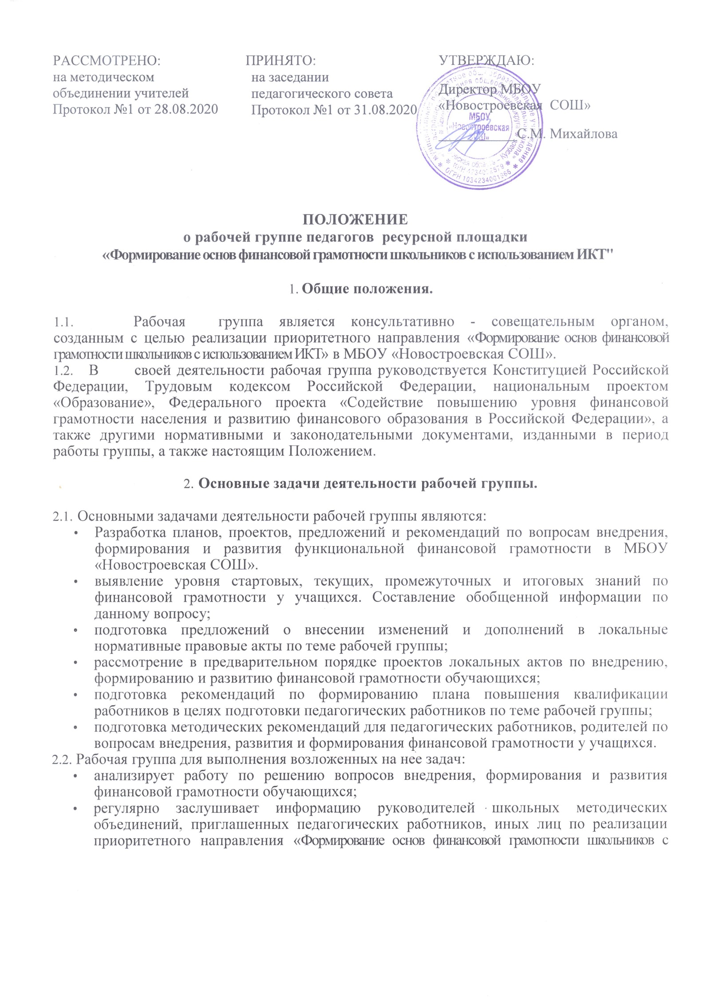 РАССМОТРЕНО:
на методическом
объединении учителей
Протокол №1 от 28.08.2020
ПРИНЯТО:
на заседании
педагогического совета
Протокол №1 от 31.08.2020
УТВЕРЖДАЮ:
Директор МБОУ
«Новостроевская СОШ»
С.М. Михайлова
МБОУ
«Новостроевская
СОШ»
ОГРН 1034234001966
ПОЛОЖЕНИЕ
о рабочей группе педагогов ресурсной площадки
«Формирование основ финансовой грамотности школьников с использованием ИКТ"
1. Общие положения.
1.1. Рабочая группа является консультативно - совещательным органом,
созданным с целью реализации приоритетного направления «Формирование основ финансовой
грамотности школьников с использованием ИКТ» в МБОУ «Новостроевская СОШ».
1.2. В своей деятельности рабочая группа руководствуется Конституцией Российской
Федерации, Трудовым кодексом Российской Федерации, национальным проектом
«Образование», Федерального проекта «Содействие повышению уровня финансовой
грамотности населения и развитию финансового образования в Российской Федерации», а
также другими нормативными и законодательными документами, изданными в период
работы группы, а также настоящим Положением.
2. Основные задачи деятельности рабочей группы.
2.1. Основными задачами деятельности рабочей группы являются:
• Разработка планов, проектов, предложений и рекомендаций по вопросам внедрения,
формирования и развития функциональной финансовой грамотности в МБОУ
«Новостроевская СОШ».
• выявление уровня стартовых, текущих, промежуточных и итоговых знаний по
финансовой грамотности у учащихся. Составление обобщенной информации по
данному вопросу;
• подготовка предложений о внесении изменений и дополнений в локальные
нормативные правовые акты по теме рабочей группы;
• рассмотрение в предварительном порядке проектов локальных актов по внедрению,
формированию и развитию финансовой грамотности обучающихся;
• подготовка рекомендаций по формированию плана повышения квалификации
работников в целях подготовки педагогических работников по теме рабочей группы;
• подготовка методических рекомендаций для педагогических работников, родителей по
вопросам внедрения, развития и формирования финансовой грамотности у учащихся.
2.2. Рабочая группа для выполнения возложенных на нее задач:
• анализирует работу по решению вопросов внедрения, формирования и развития
финансовой грамотности обучающихся;
• регулярно заслушивает информацию руководителей школьных методических
объединений, приглашенных педагогических работников, иных лиц по реализации
приоритетного направления «Формирование основ финансовой грамотности школьников с